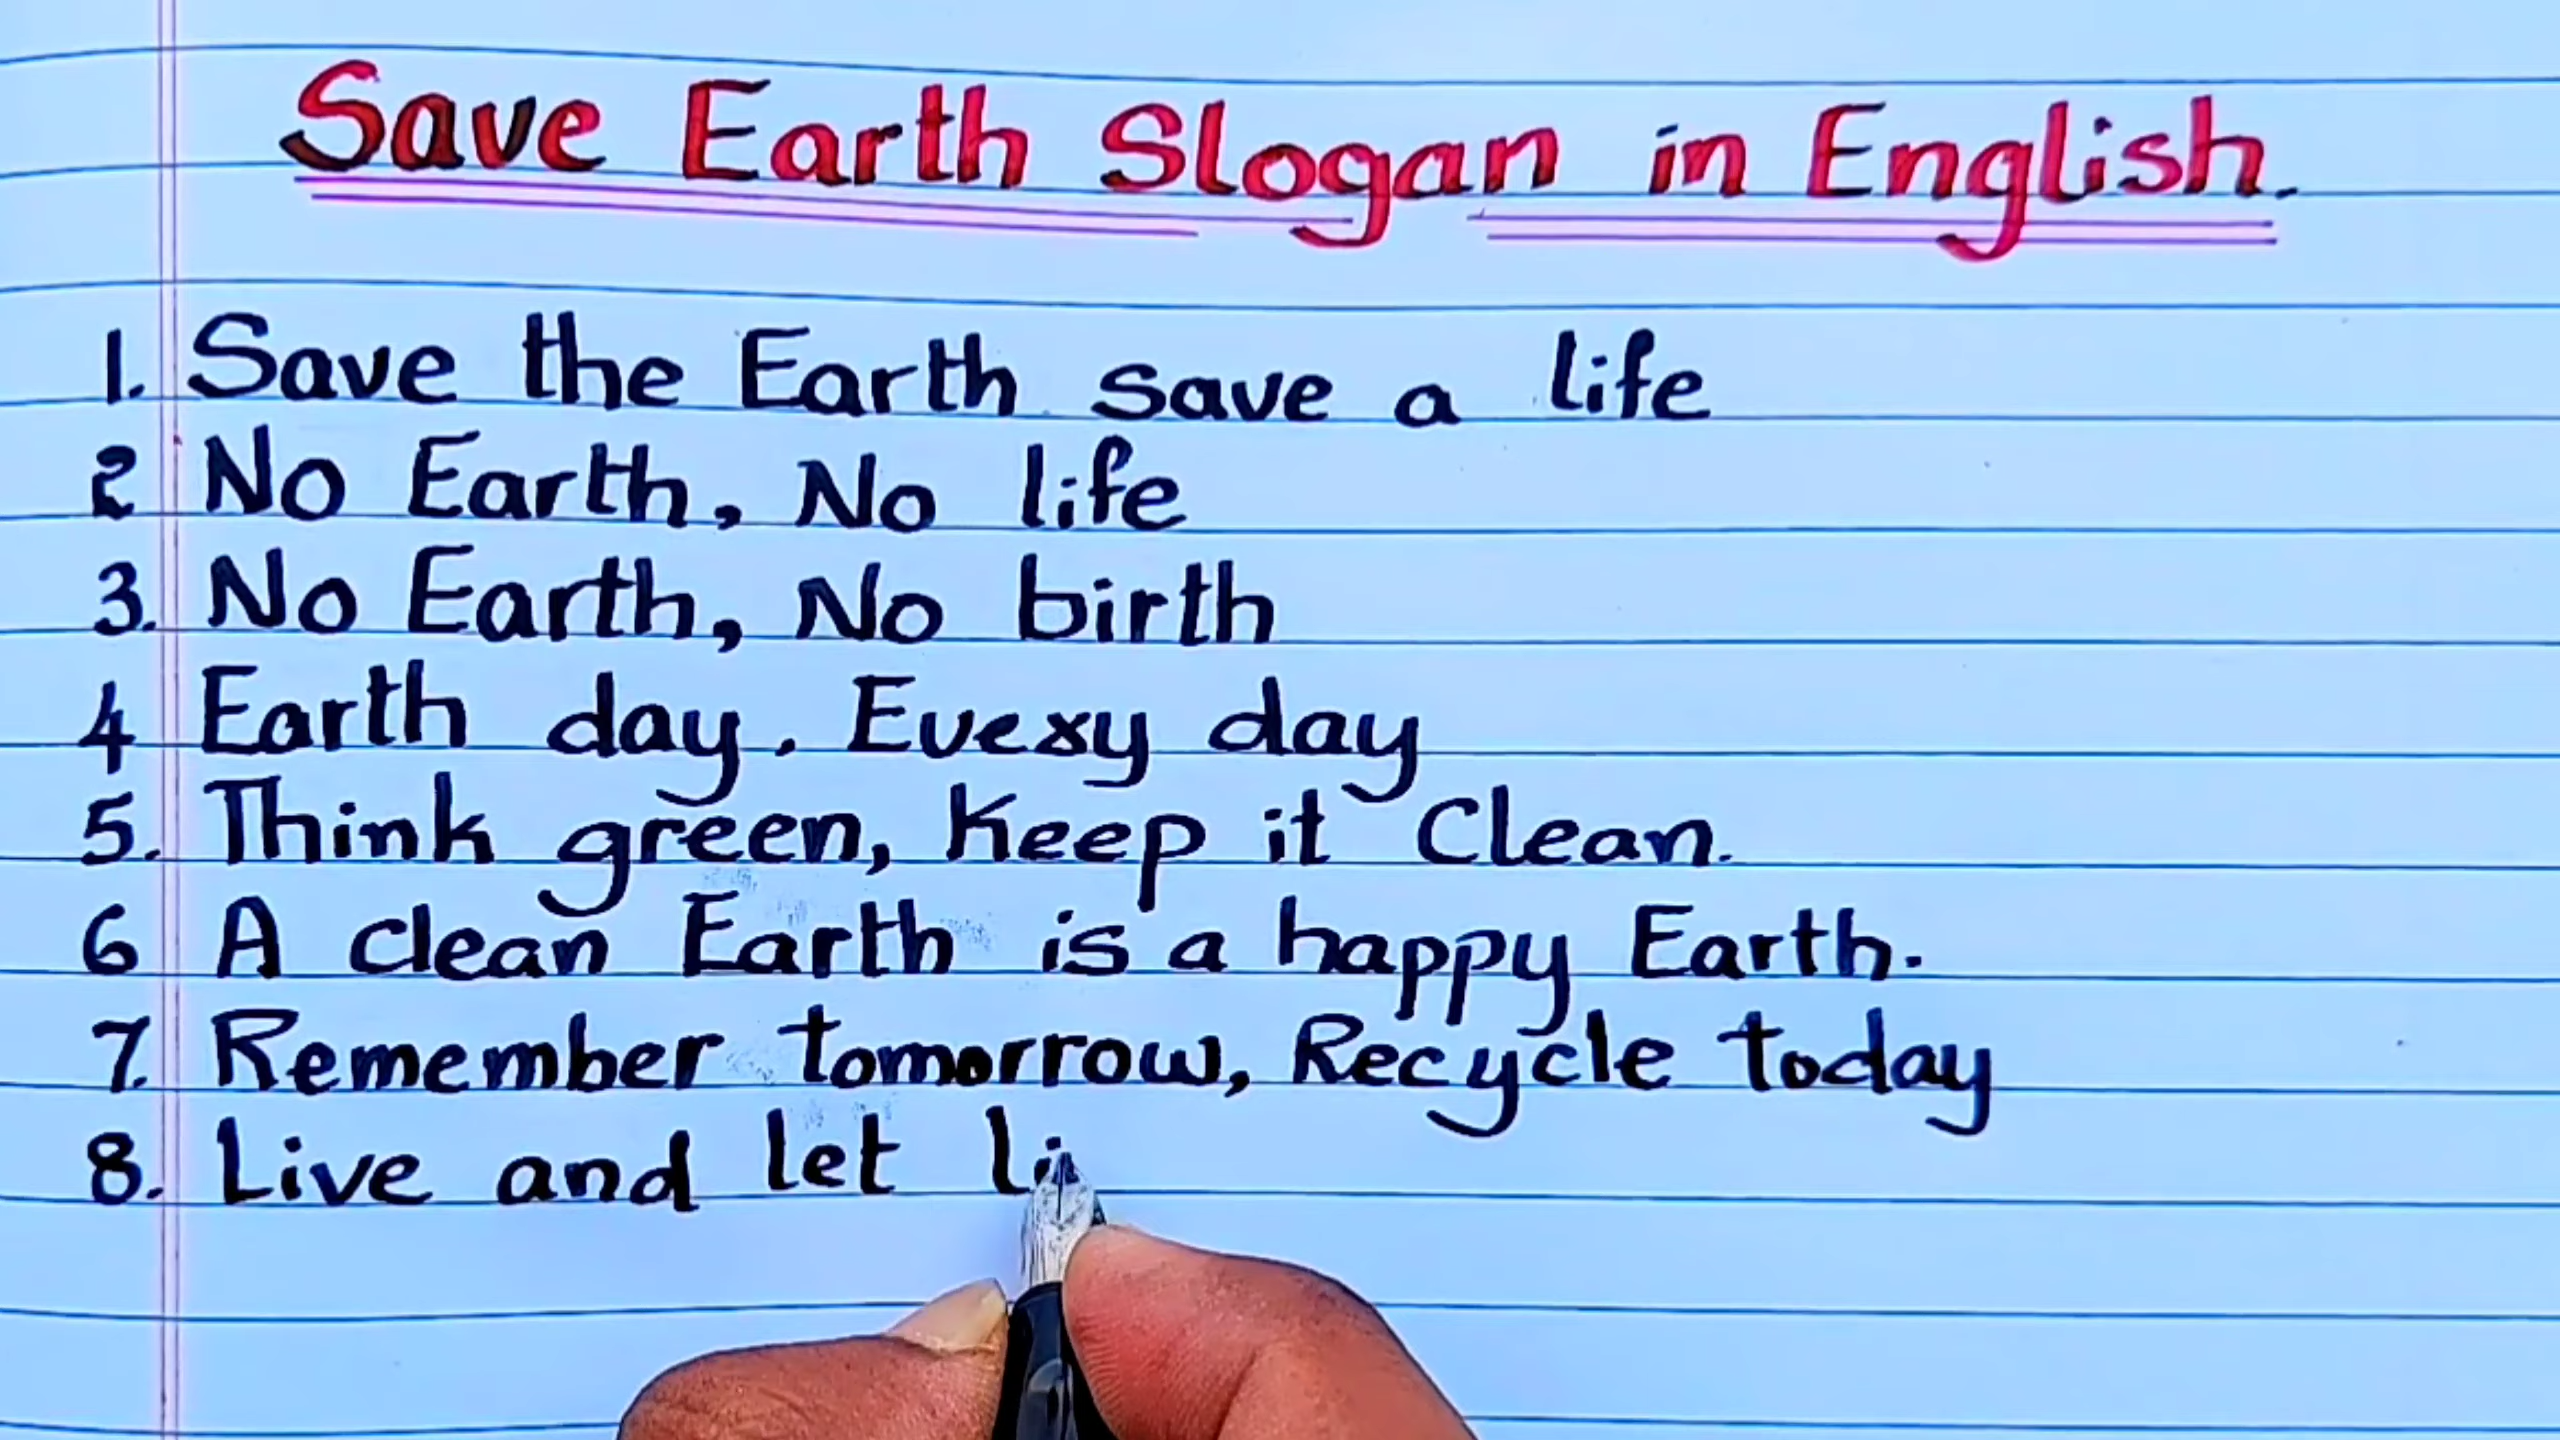 Save Earth Slogan in English.
1. Save the Earth save a life
2 No Earth, No life
3. No Earth, No birth
4 Earth day. Every day
5. Think green, Keep it Clean.
6 A clean Earth is a happy Earth.
7. Remember tomorrow, Recycle today
8. Live and let li